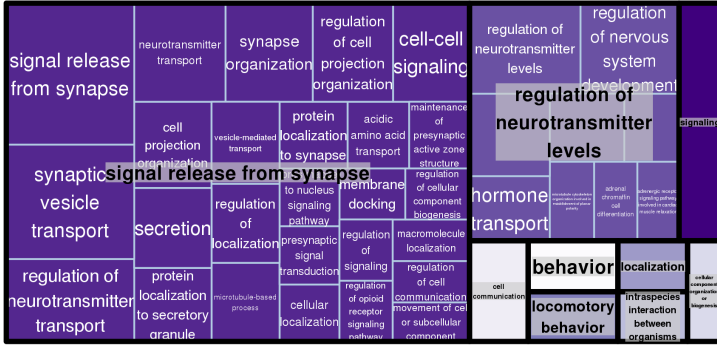 signal release
from synapse
neurotransmitter
transport
synapse
organization
regulation
of cell
projection
organization
cell-cell
signaling
cell
projection
organization
vesicle-mediated
transport
protein
localization
to synapse
acidic
amino acid
transport
maintenance
of
presynaptic
active zone
structure
signal release from synapse
synaptic
vesicle
transport
secretion
regulation
of
localization
to nucleus
signaling
pathway
membrane
docking
regulation
of cellular
component
biogenesis
presynaptic
signal
transduction
regulation
of
signaling
macromolecule
localization
regulation of
neurotransmitter
transport
protein
localization
to secretory
granule
microtubule-based
process
cellular
localization
regulation
of opioid
receptor
signaling
pathway
regulation
of cell
communication
movement of cell
or subcellular
component
regulation of
neurotransmitter
levels
regulation
of nervous
system
development
regulation of
neurotransmitter
levels
hormone
transport
adrenal
chromaffin
cell
differentiation
signaling
cell
communication
behavior
localization
locomotory
behavior
intraspecies
interaction
between
organisms
cellular
component
organization
or
biogenesis